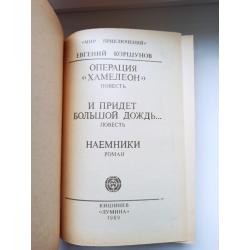 «МИР ПРИКЛЮЧЕНИЙ»
ЕВГЕНИЙ КОРШУНОВ
ОПЕРАЦИЯ
«ХАМЕЛЕОН»
ПОВЕСТЬ
И ПРИДЕТ
БОЛЬШОЙ ДОЖДЬ...
ПОВЕСТЬ
НАЕМНИКИ
РОМАН
КИШИНЕВ
«ЛУМИНА»
1989